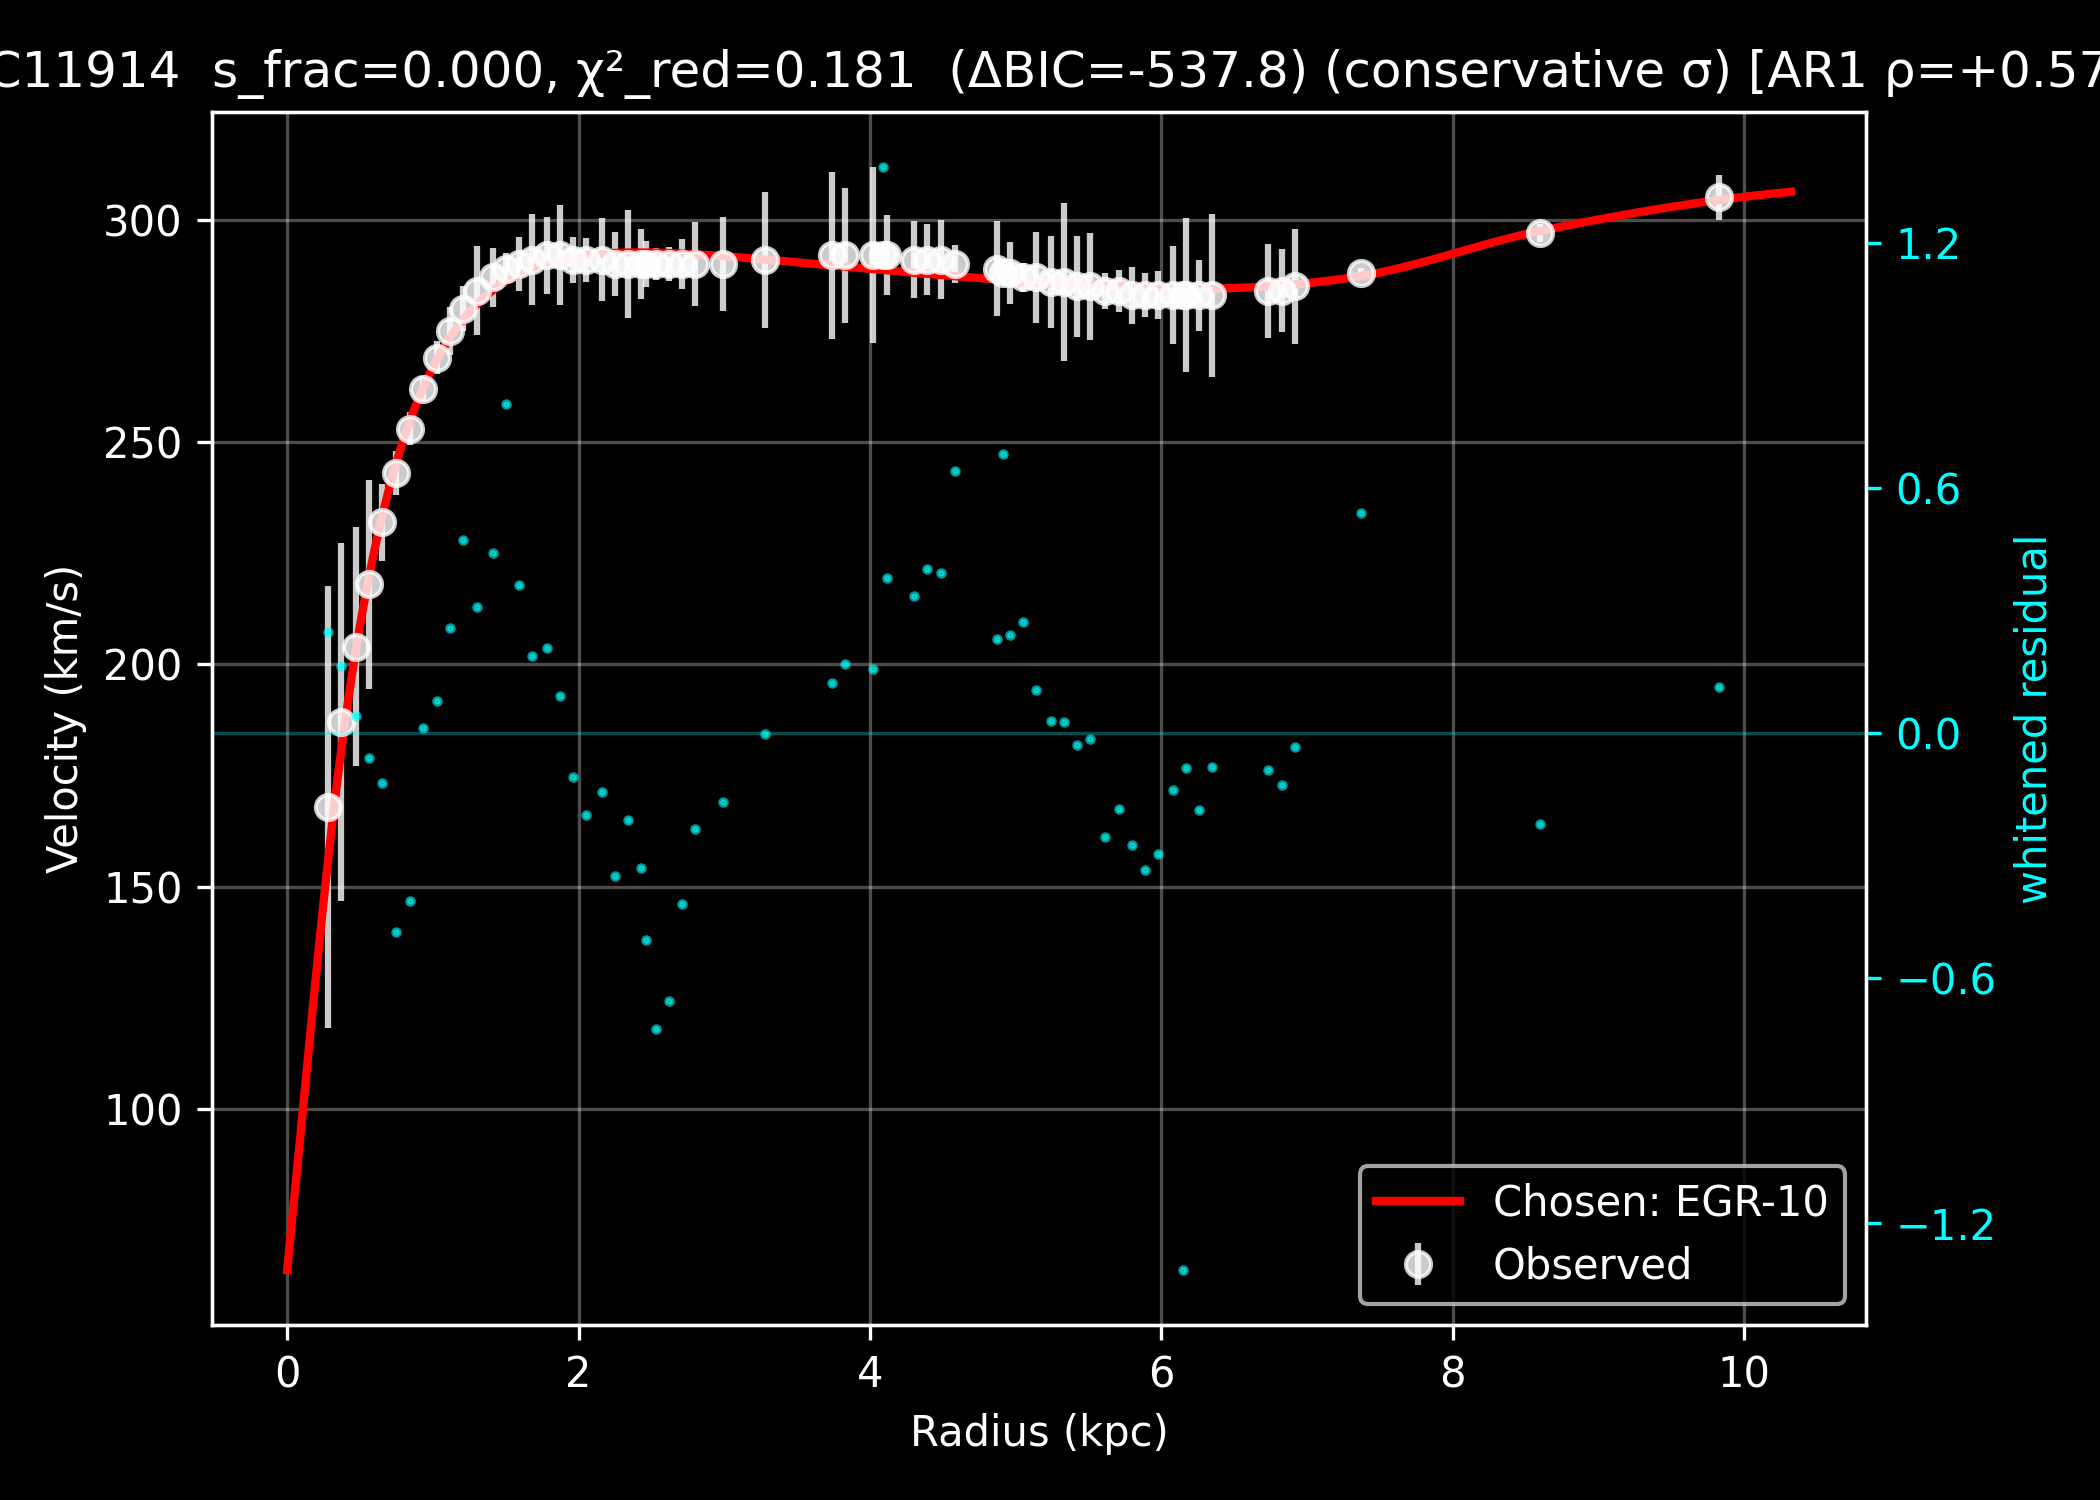 C11914 s_frac=0.000, χ²_red=0.181 (ΔBIC=-537.8) (conservative σ) [AR1 ρ=+0.57
300
250
200
150
100
Velocity (km/s)
1.2
0.6
0.0
−0.6
−1.2
whitened residual
Chosen: EGR-10
Observed
0 2 4 6 8 10
Radius (kpc)